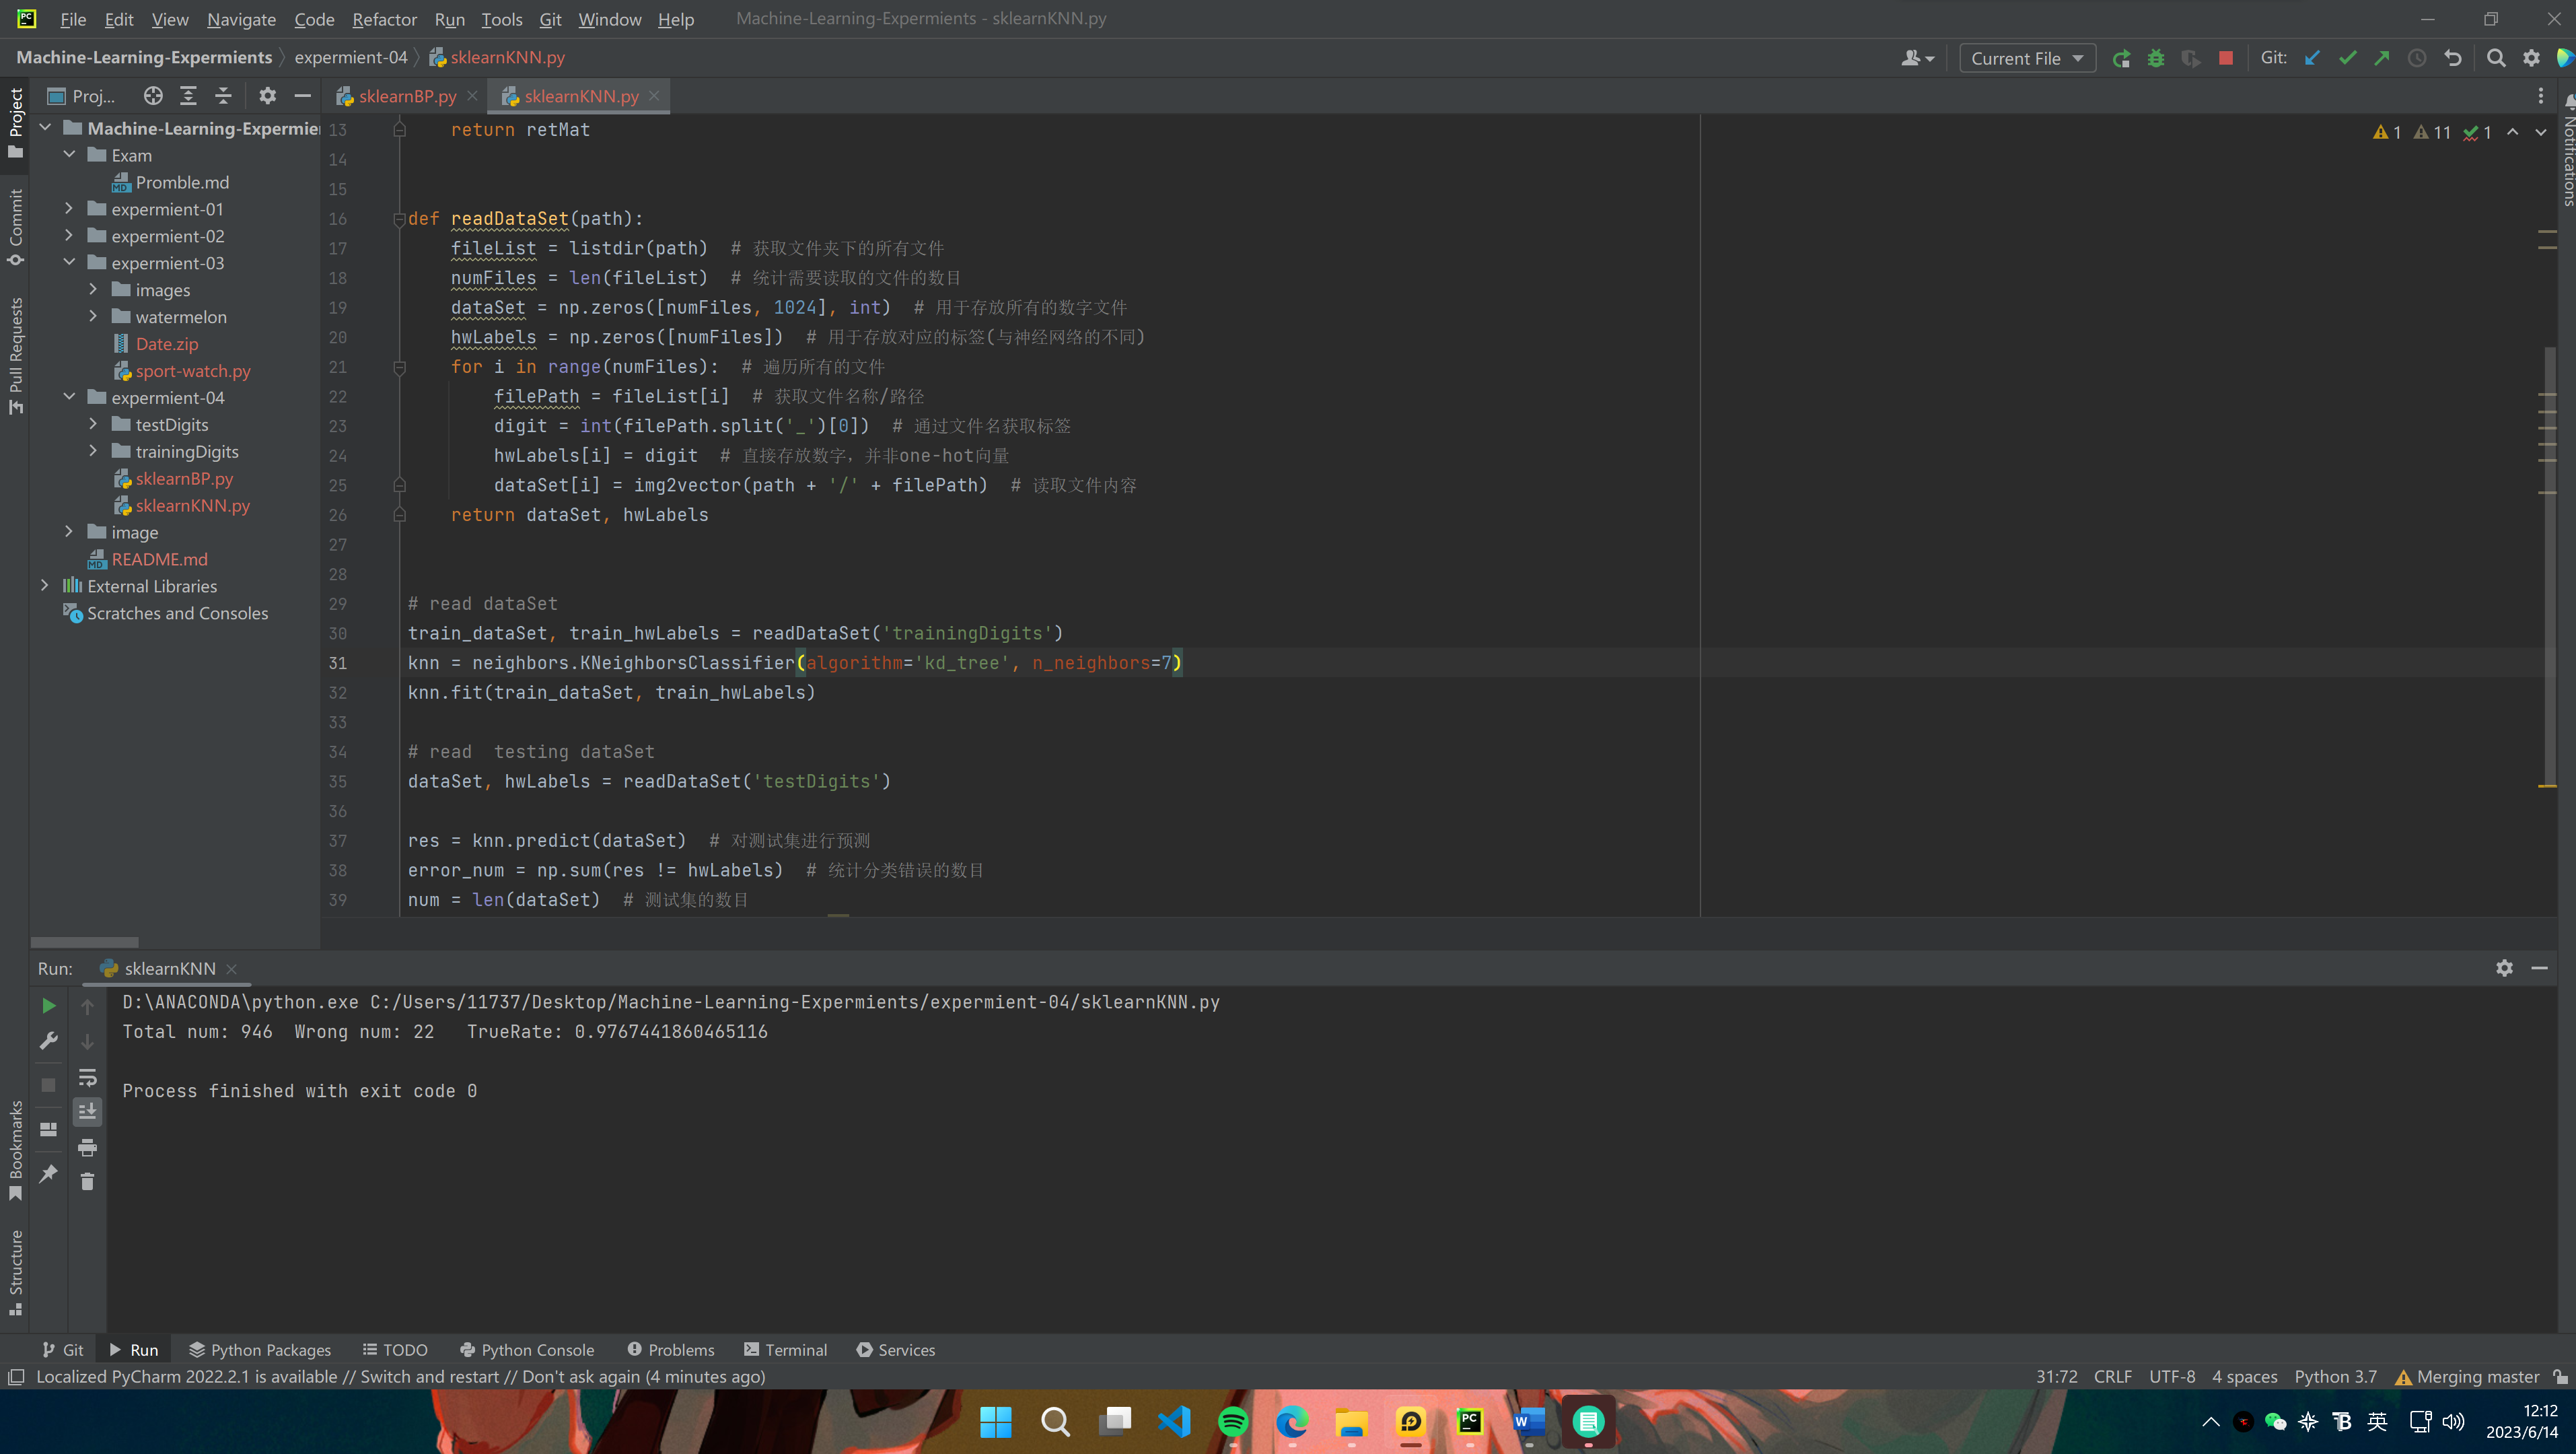 PC File Edit View Navigate Code Refactor Run Tools Git Window Help Machine-Learning-Experments - sklearnKNN.py
Machine-Learning-Experments expermient-04 sklearnKNN.py Current File Git:
Project
Commit
Pull Requests
Bookmarks
Structure
Notifications
Proj...
Machine-Learning-Expermie
Exam
MD Promble.md
expermient-01
expermient-02
expermient-03
images
watermelon
Date.zip
sport-watch.py
expermient-04
testDigits
trainingDigits
sklearnBP.py
sklearnKNN.py
image
MD README.md
External Libraries
Scratches and Consoles
sklearnBP.py sklearnKNN.py
1 11 1
13 return retMat
14
15
16 def readDataSet(path):
17 fileList = listdir(path) # 获取文件夹下的所有文件
18 numFiles = len(fileList) # 统计需要读取的文件的数目
19 dataSet = np.zeros([numFiles, 1024], int) # 用于存放所有的数字文件
20 hwLabels = np.zeros([numFiles]) # 用于存放对应的标签(与神经网络的不同)
21 for i in range(numFiles): # 遍历所有的文件
22 filePath = fileList[i] # 获取文件名称/路径
23 digit = int(filePath.split('_')[0]) # 通过文件名获取标签
24 hwLabels[i] = digit # 直接存放数字，并非one-hot向量
25 dataSet[i] = img2vector(path + '/' + filePath) # 读取文件内容
26 return dataSet, hwLabels
27
28
29 # read dataSet
30 train_dataSet, train_hwLabels = readDataSet('trainingDigits')
31 knn = neighbors.KNeighborsClassifier(algorithm='kd_tree', n_neighbors=7)
32 knn.fit(train_dataSet, train_hwLabels)
33
34 # read  testing dataSet
35 dataSet, hwLabels = readDataSet('testDigits')
36
37 res = knn.predict(dataSet) # 对测试集进行预测
38 error_num = np.sum(res != hwLabels) # 统计分类错误的数目
39 num = len(dataSet) # 测试集的数目
Run: sklearnKNN
D:\ANACONDA\python.exe C:/Users/11737/Desktop/Machine-Learning-Experments/expermient-04/sklearnKNN.py
Total num: 946  Wrong num: 22   TrueRate: 0.9767441860465116
Process finished with exit code 0
Git Run Python Packages TODO Python Console Problems Terminal Services
Localized PyCharm 2022.2.1 is available // Switch and restart // Don't ask again (4 minutes ago) 31:72 CRLF UTF-8 4 spaces Python 3.7 Merging master
PC W 英 12:12
2023/6/14